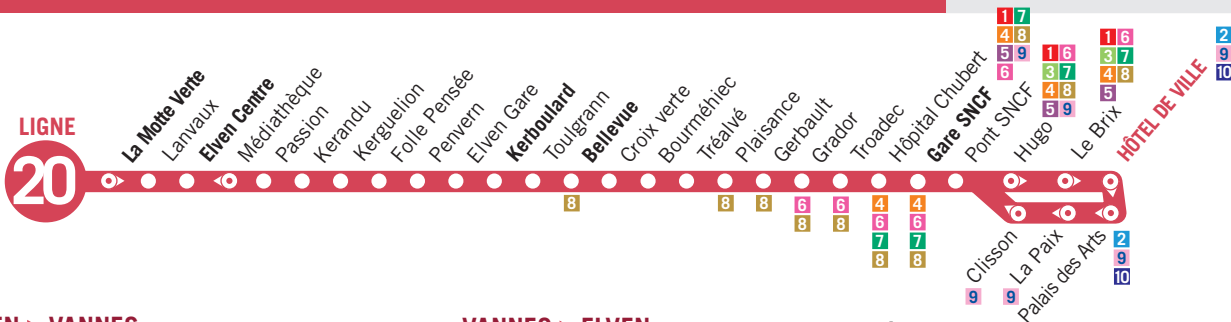 LIGNE
20
La Motte Verte
Lanvaux
Elven Centre
Médiathèque
Passion
Kerandu
Kerguelion
Folle Pensée
Penvern
Elven Gare
Kerboulard
Toulgrann
Bellevue
Croix verte
Bourméhiec
Tréalvé
Plaisance
Gerbault
Grador
Troadec
Hôpital Chubert
Gare SNCF
Pont SNCF
Hugo
Le Brix
HÔTEL DE VILLE
1 7
4 8
5 9
6
1 6
3 7
4 8
5 9
1 6
3 7
4 8
5
2
9
10
8
8
8
6
8
6
8
4
6
7
8
4
6
7
8
Clisson
9
La Paix
9
Palais des Arts
2
9
10
EN > VANNES
VANNES > ELVEN